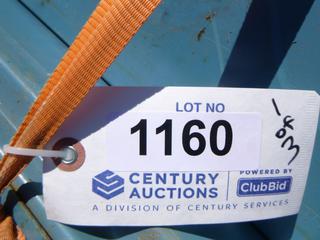 LOT NO
1160
1 of 3
CENTURY
AUCTIONS
POWERED BY
ClubBid
A DIVISION OF CENTURY SERVICES